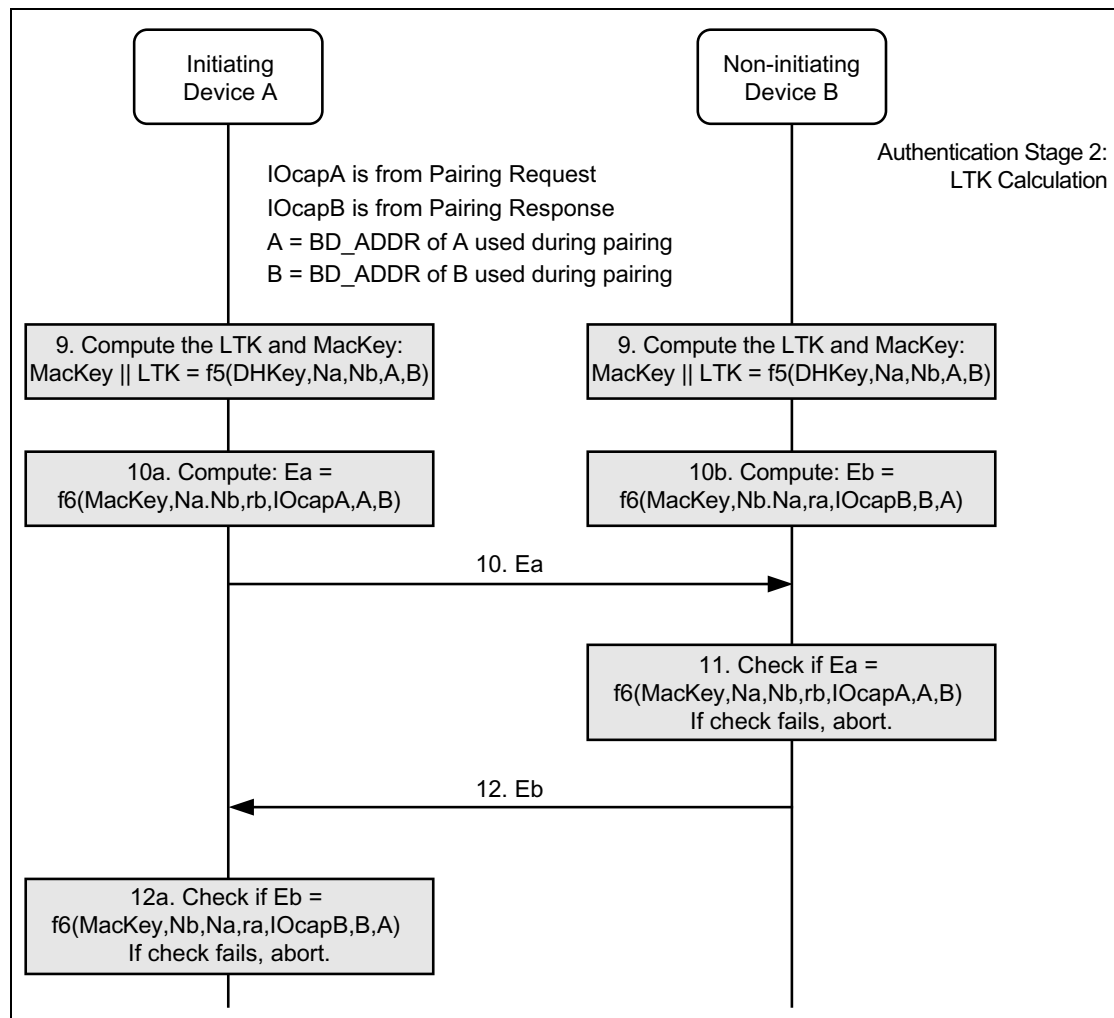 Initiating
Device A
Non-initiating
Device B
Authentication Stage 2:
LTK Calculation
IOcapA is from Pairing Request
IOcapB is from Pairing Response
A = BD_ADDR of A used during pairing
B = BD_ADDR of B used during pairing
9. Compute the LTK and MacKey:
MacKey || LTK = f5(DHKey,Na,Nb,A,B)
9. Compute the LTK and MacKey:
MacKey || LTK = f5(DHKey,Na,Nb,A,B)
10a. Compute: Ea =
f6(MacKey,Na.Nb,rb,IOcapA,A,B)
10b. Compute: Eb =
f6(MacKey,Nb.Na,ra,IOcapB,B,A)
10. Ea
11. Check if Ea =
f6(MacKey,Na,Nb,rb,IOcapA,A,B)
If check fails, abort.
12. Eb
12a. Check if Eb =
f6(MacKey,Nb,Na,ra,IOcapB,B,A)
If check fails, abort.